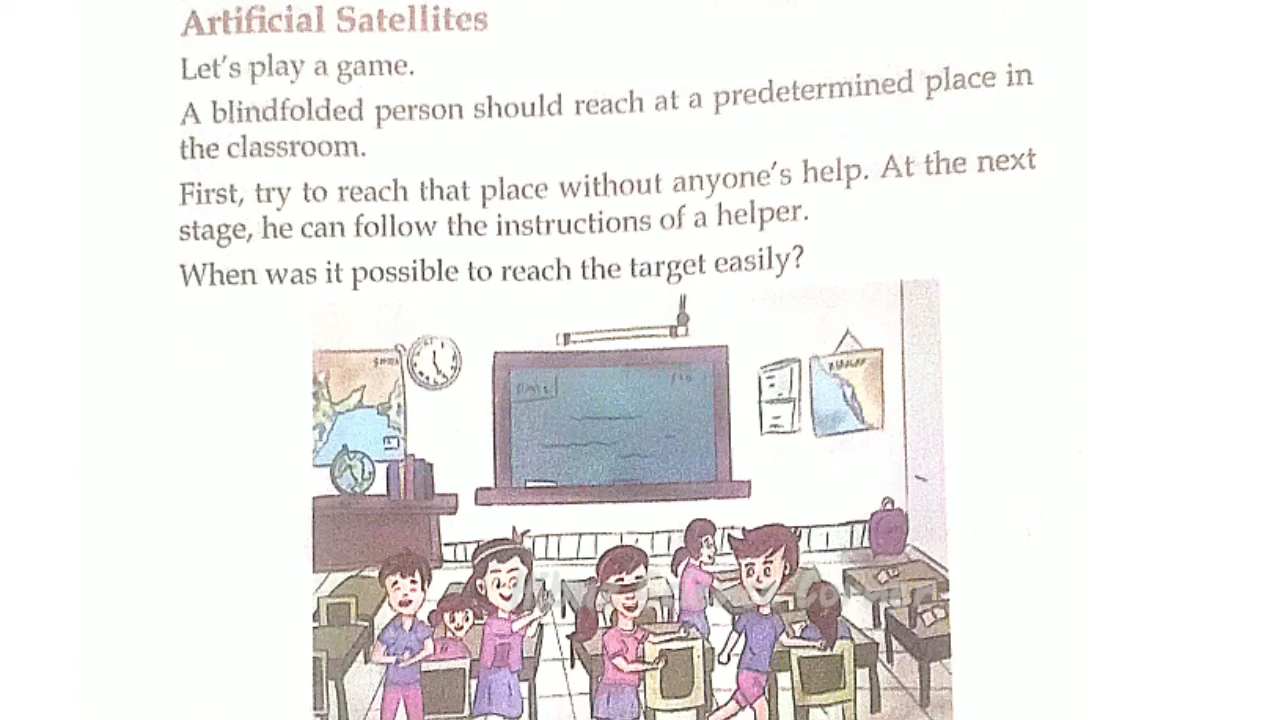 Artificial Satellites
Let's play a game.
A blindfolded person should reach at a predetermined place in
the classroom.
First, try to reach that place without anyone's help. At the next
stage, he can follow the instructions of a helper.
When was it possible to reach the target easily?